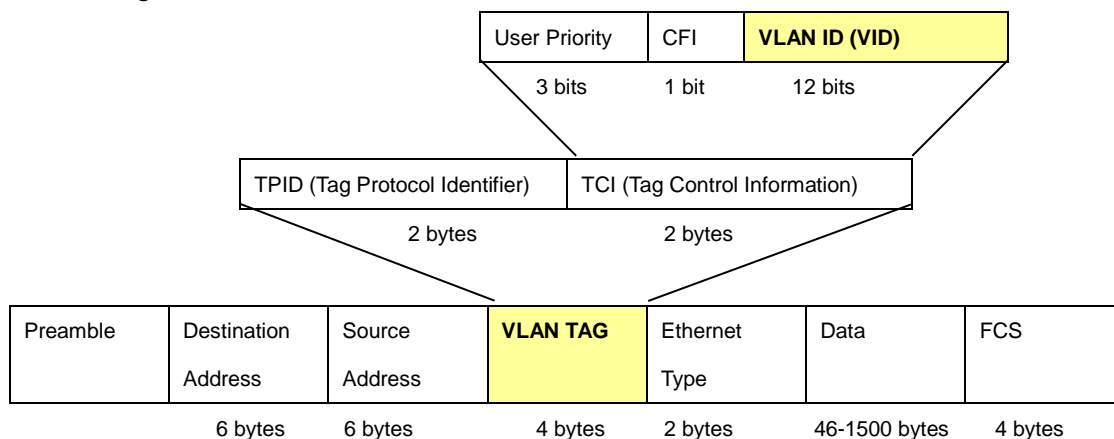 User Priority CFI VLAN ID (VID)
3 bits 1 bit 12 bits
TPID (Tag Protocol Identifier) TCI (Tag Control Information)
2 bytes 2 bytes
Preamble Destination Source VLAN TAG Ethernet Data FCS
Address Address Type
6 bytes 6 bytes 4 bytes 2 bytes 46-1500 bytes 4 bytes